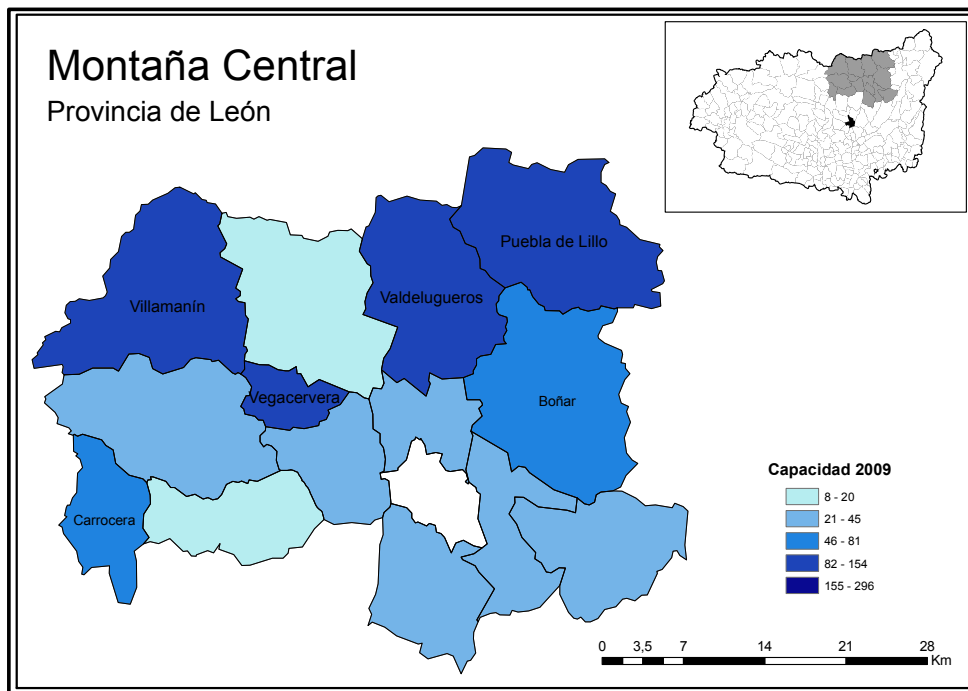 Montaña Central
Provincia de León
Puebla de Lillo
Valdelugueros
Villamanín
Vegacervera
Boñar
Carrocera
Capacidad 2009
8 - 20
21 - 45
46 - 81
82 - 154
155 - 296
0 3,5 7 14 21 28
Km